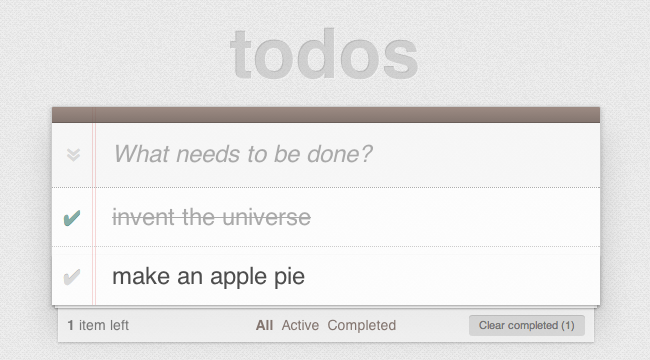 todos
What needs to be done?
invent the universe
make an apple pie
1 item left All Active Completed Clear completed (1)